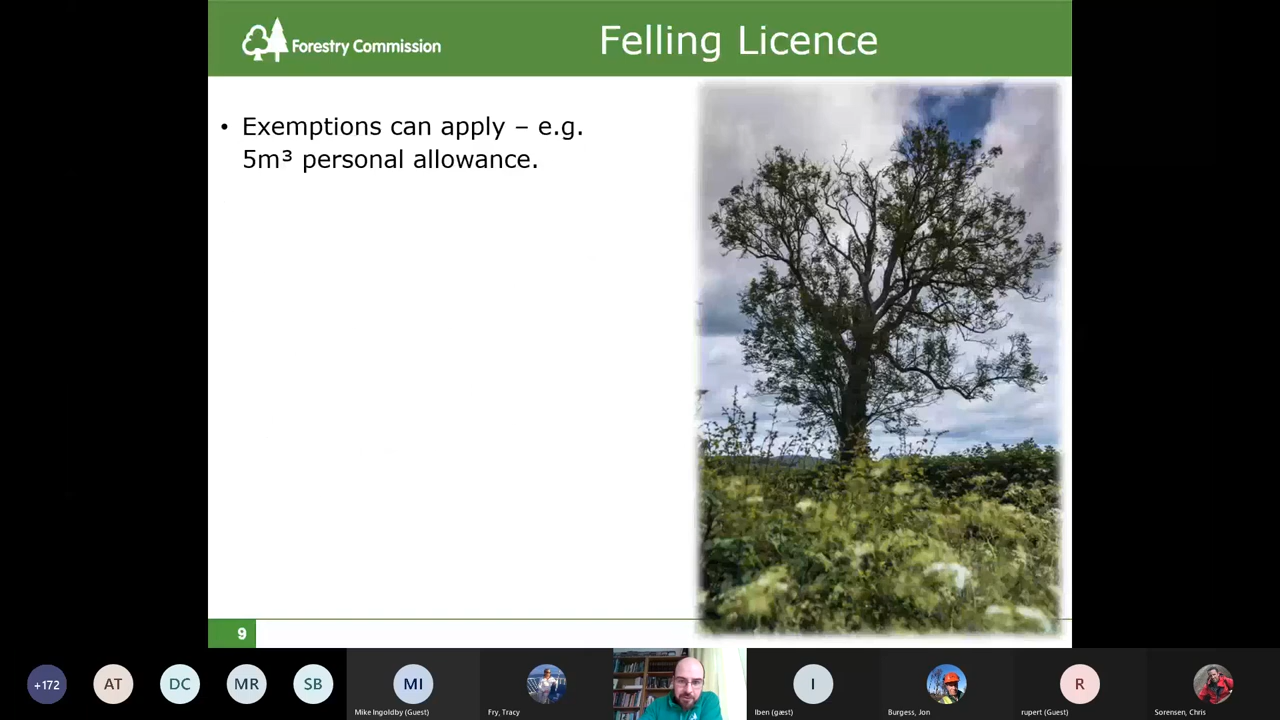 Forestry Commission
Felling Licence
• Exemptions can apply – e.g.
5m³ personal allowance.
9
+172
AT
DC
MR
SB
MI
Mike Ingoldby (Guest)
Fry, Tracy
I
Iben (gæst)
Burgess, Jon
R
rupert (Guest)
Sorensen, Chris